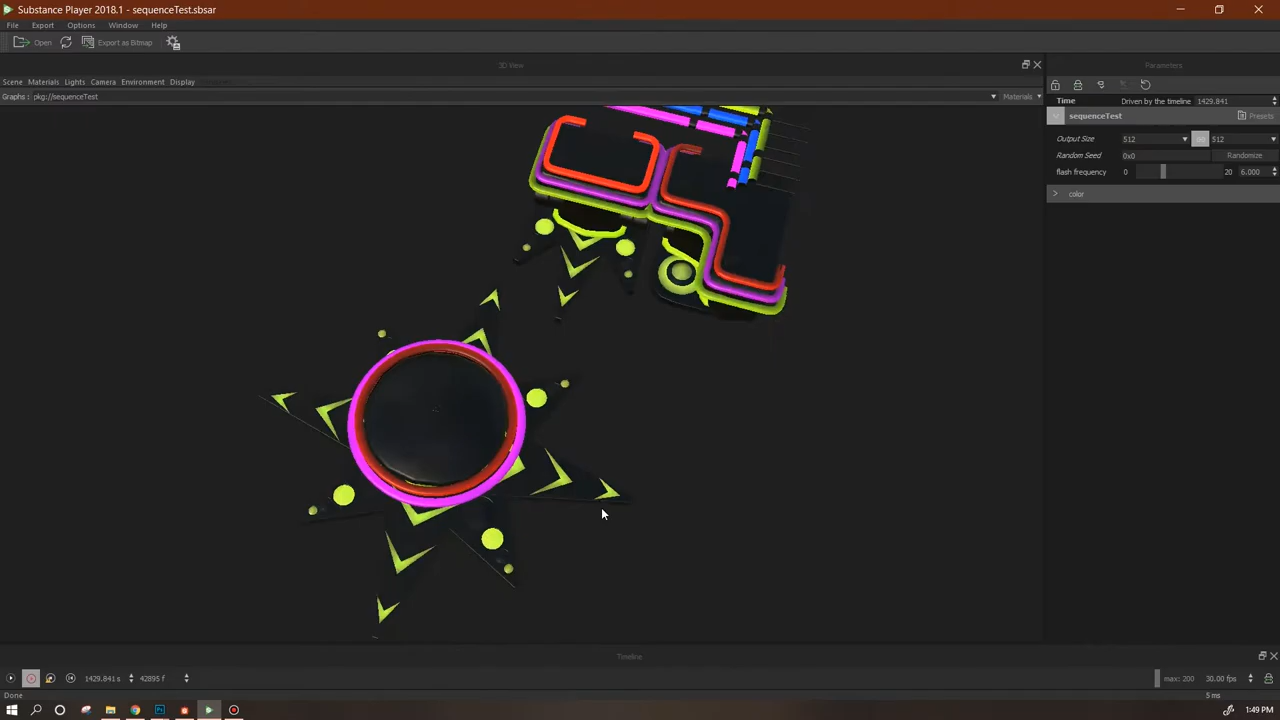 Substance Player 2018.1 - sequenceTest.sbsar
File Export Options Window Help
Open Export as Bitmap
3D View
Parameters
Scene Materials Lights Camera Environment Display
Graphs : pkg://sequenceTest Materials
Time Driven by the timeline 1429.841
sequenceTest Presets
Output Size 512 512
Random Seed 0x0 Randomize
flash frequency 0 20 6.000
color
Timeline
1429.841 s 42895 f max: 200 30.00 fps
Done 5 ms
1:49 PM